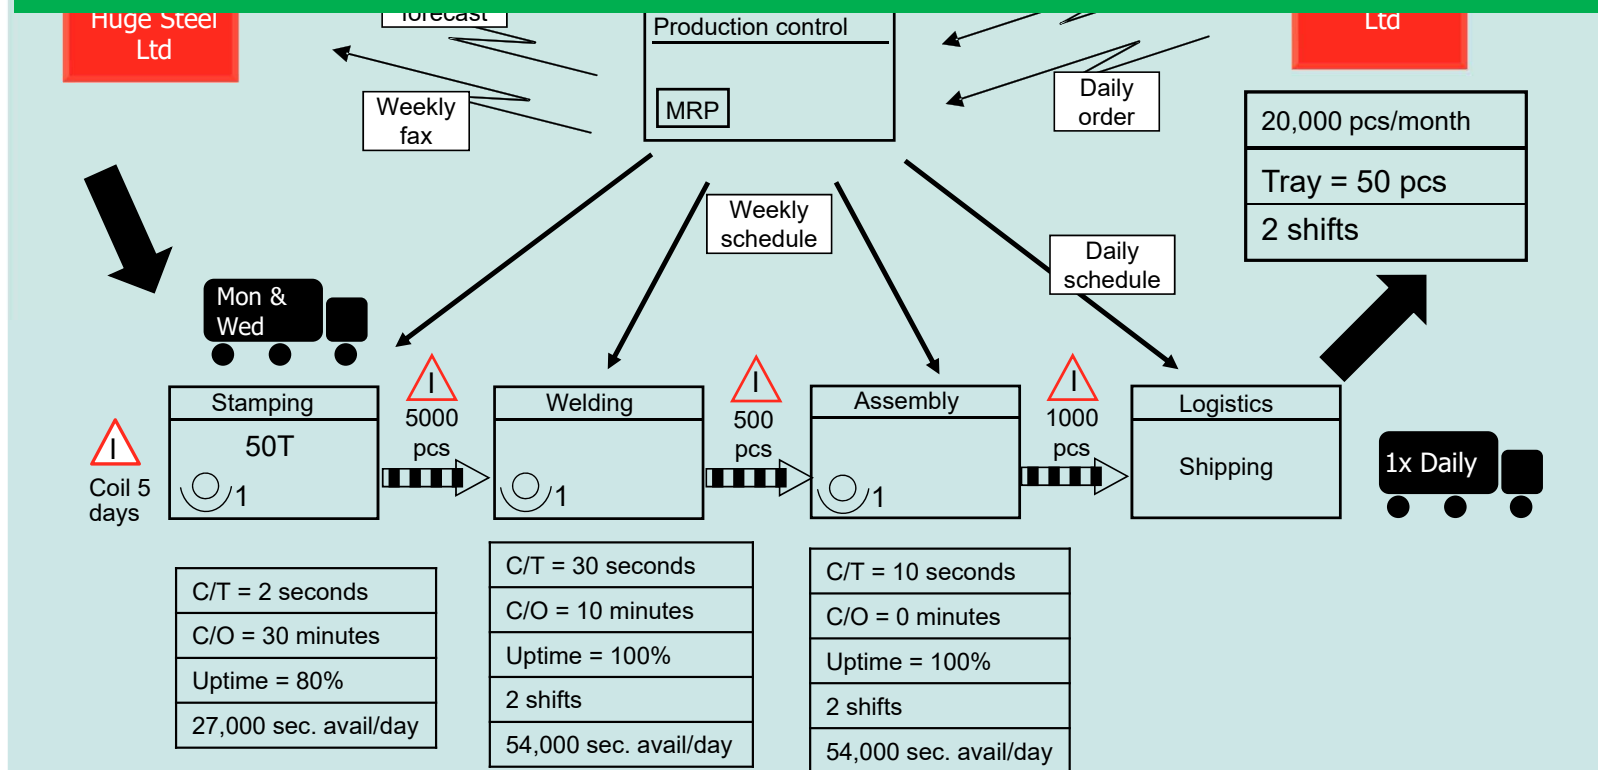 Huge Steel
Ltd
forecast
Production control
MRP
Ltd
Weekly
fax
Daily
order
20,000 pcs/month
Tray = 50 pcs
2 shifts
Weekly
schedule
Daily
schedule
Mon &
Wed
I
Coil 5
days
Stamping
50T
1
I
5000
pcs
Welding
1
I
500
pcs
Assembly
1
I
1000
pcs
Logistics
Shipping
1x Daily
C/T = 2 seconds
C/O = 30 minutes
Uptime = 80%
27,000 sec. avail/day
C/T = 30 seconds
C/O = 10 minutes
Uptime = 100%
2 shifts
54,000 sec. avail/day
C/T = 10 seconds
C/O = 0 minutes
Uptime = 100%
2 shifts
54,000 sec. avail/day